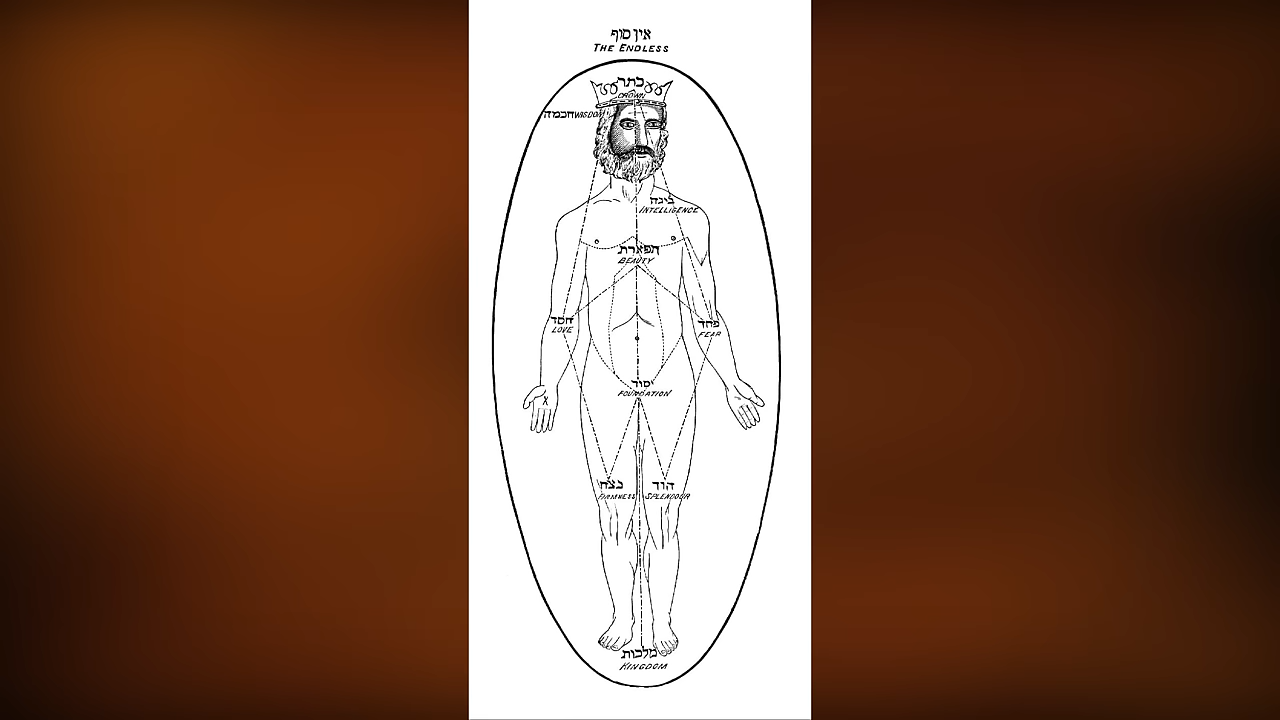 אין סוף
THE ENDLESS
כתר
CROWN
חכמה WISDOM
בינה
INTELLIGENCE
תפארת
BEAUTY
חסד
LOVE
פחד
FEAR
יסוד
FOUNDATION
נצח
FIRMNESS
הוד
SPLENDOUR
מלכות
KINGDOM